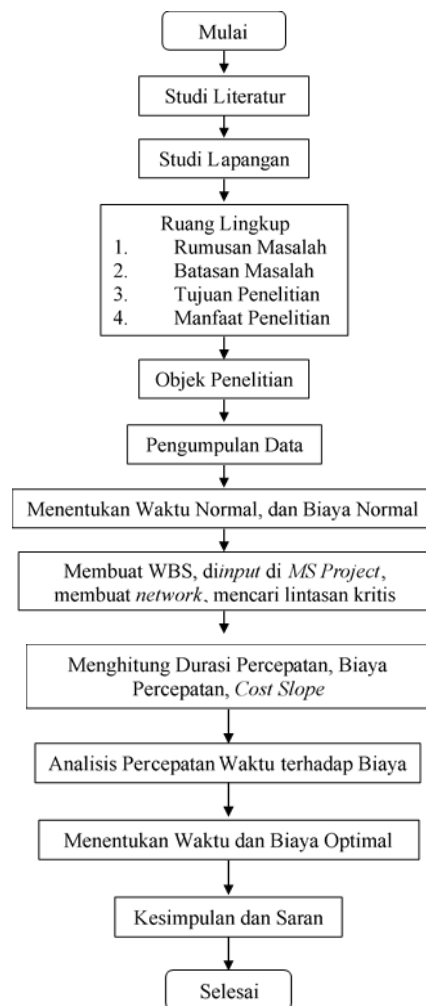 Mulai
Studi Literatur
Studi Lapangan
Ruang Lingkup
1. Rumusan Masalah
2. Batasan Masalah
3. Tujuan Penelitian
4. Manfaat Penelitian
Objek Penelitian
Pengumpulan Data
Menentukan Waktu Normal, dan Biaya Normal
Membuat WBS, diinput di MS Project,
membuat network, mencari lintasan kritis
Menghitung Durasi Percepatan, Biaya
Percepatan, Cost Slope
Analisis Percepatan Waktu terhadap Biaya
Menentukan Waktu dan Biaya Optimal
Kesimpulan dan Saran
Selesai